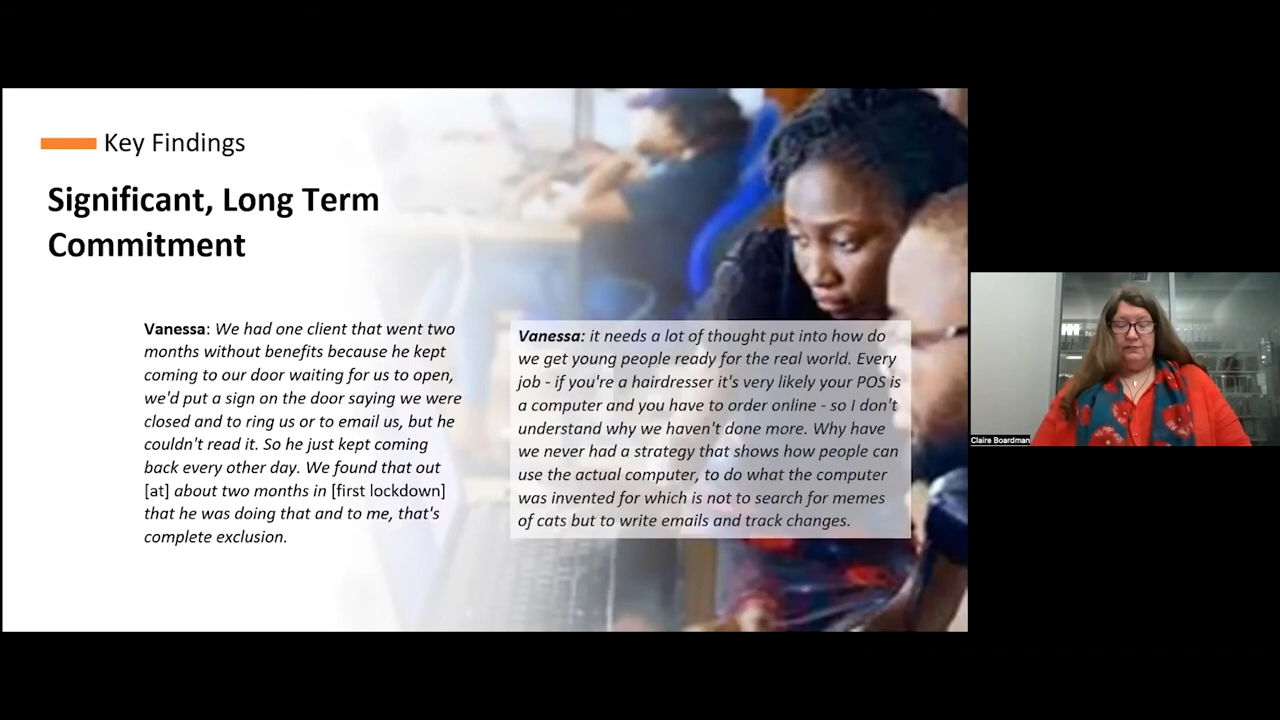 Key Findings
Significant, Long Term
Commitment
Vanessa: We had one client that went two
months without benefits because he kept
coming to our door waiting for us to open,
we'd put a sign on the door saying we were
closed and to ring us or to email us, but he
couldn't read it. So he just kept coming
back every other day. We found that out
[at] about two months in [first lockdown]
that he was doing that and to me, that's
complete exclusion.
Vanessa: it needs a lot of thought put into how do
we get young people ready for the real world. Every
job - if you're a hairdresser it's very likely your POS is
a computer and you have to order online - so I don't
understand why we haven't done more. Why have
we never had a strategy that shows how people can
use the actual computer, to do what the computer
was invented for which is not to search for memes
of cats but to write emails and track changes.
Claire Boardman